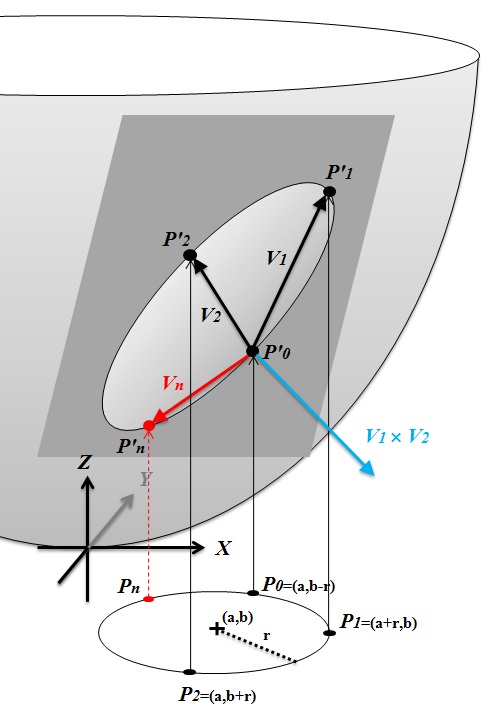 P'1
P'2
V1
V2
P'0
Vn
V1 × V2
P'n
Z
Y
X
Pn
P0=(a,b-r)
(a,b)
P1=(a+r,b)
r
P2=(a,b+r)